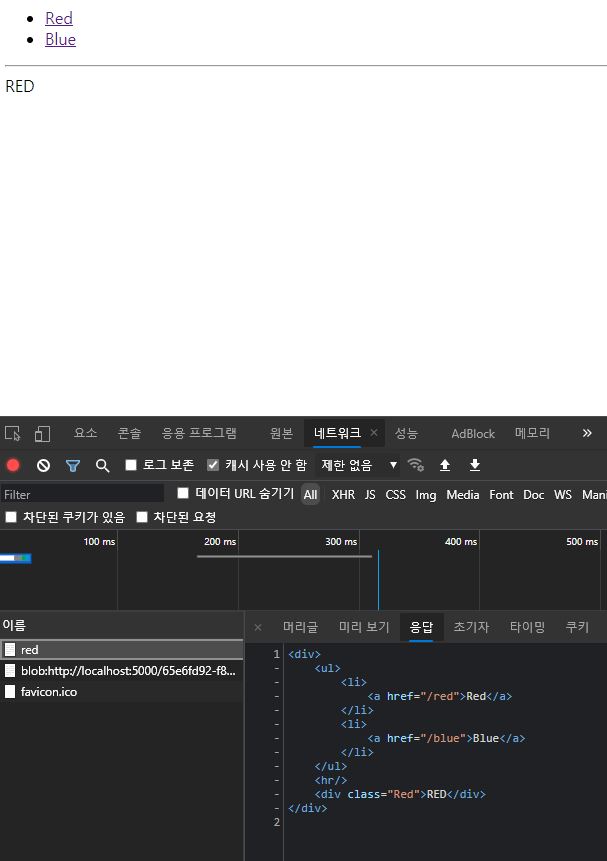 Red
Blue
RED
요소 콘솔 응용 프로그램 원본 네트워크 × 성능 AdBlock 메모리 »
로그 보존 캐시 사용 안 함 제한 없음 ▼
Filter 데이터 URL 숨기기 All XHR JS CSS Img Media Font Doc WS Mani
차단된 쿠키가 있음 차단된 요청
100 ms 200 ms 300 ms 400 ms 500 ms
이름 × 머리글 미리 보기 응답 초기자 타이밍 쿠키
red
blob:http://localhost:5000/65e6fd92-f8...
favicon.ico
1 <div>
- <ul>
- <li>
- <a href="/red">Red</a>
- </li>
- <li>
- <a href="/blue">Blue</a>
- </li>
- </ul>
- <hr/>
- <div class="Red">RED</div>
- </div>
2